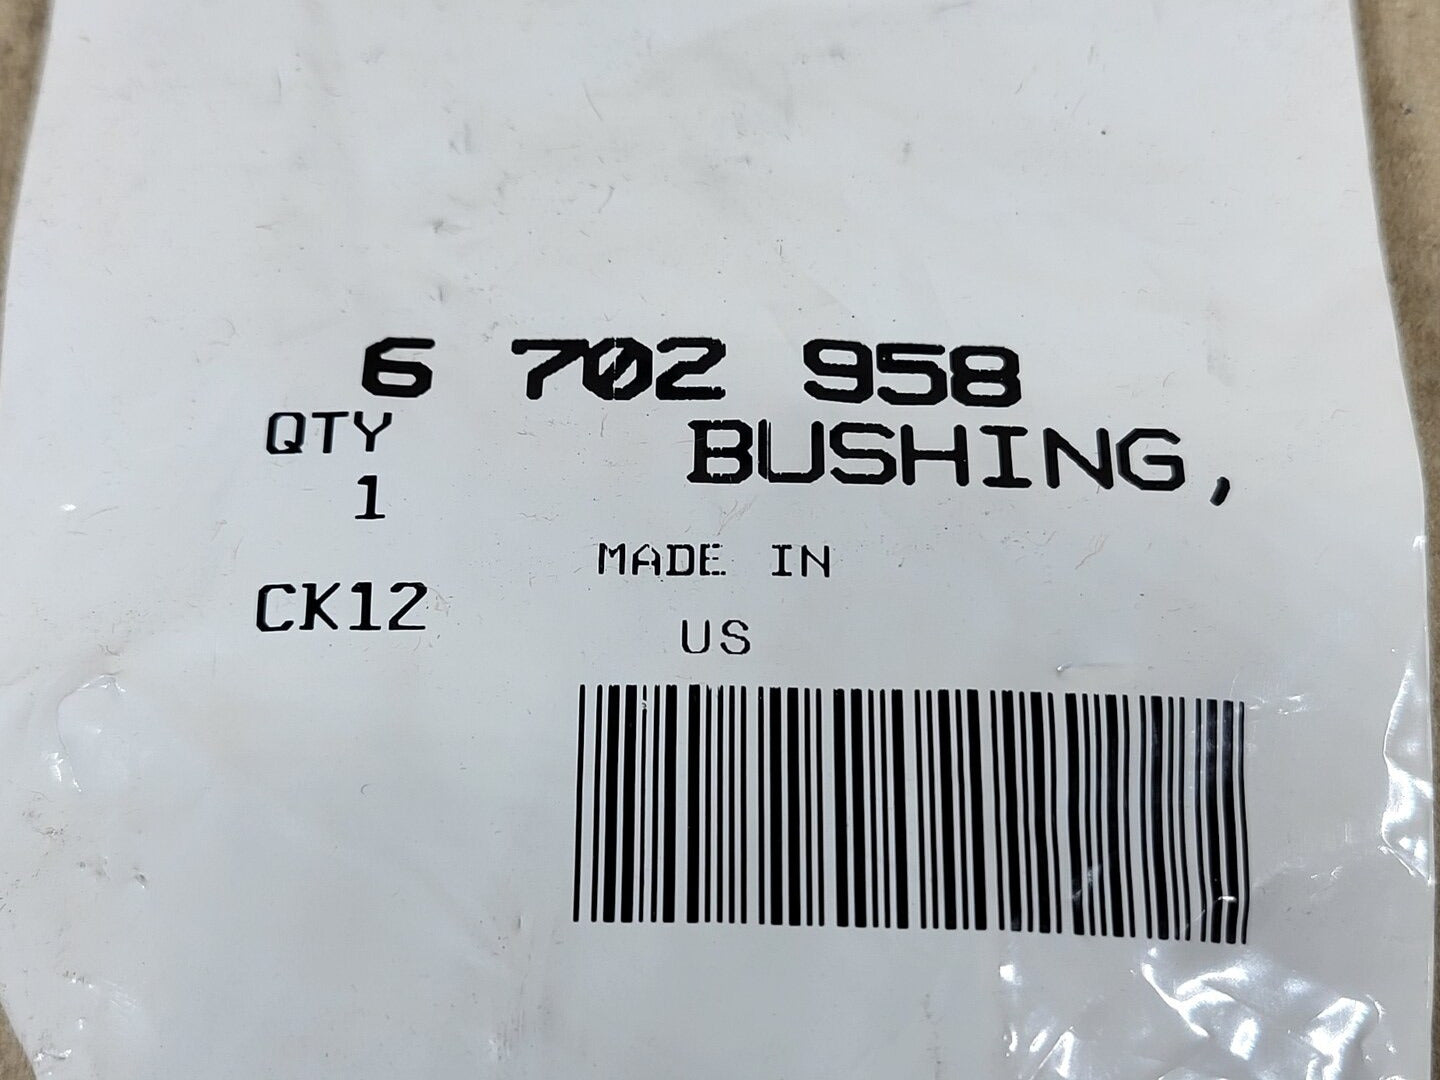 6 702 958
QTY BUSHING,
1
MADE IN
CK12
US